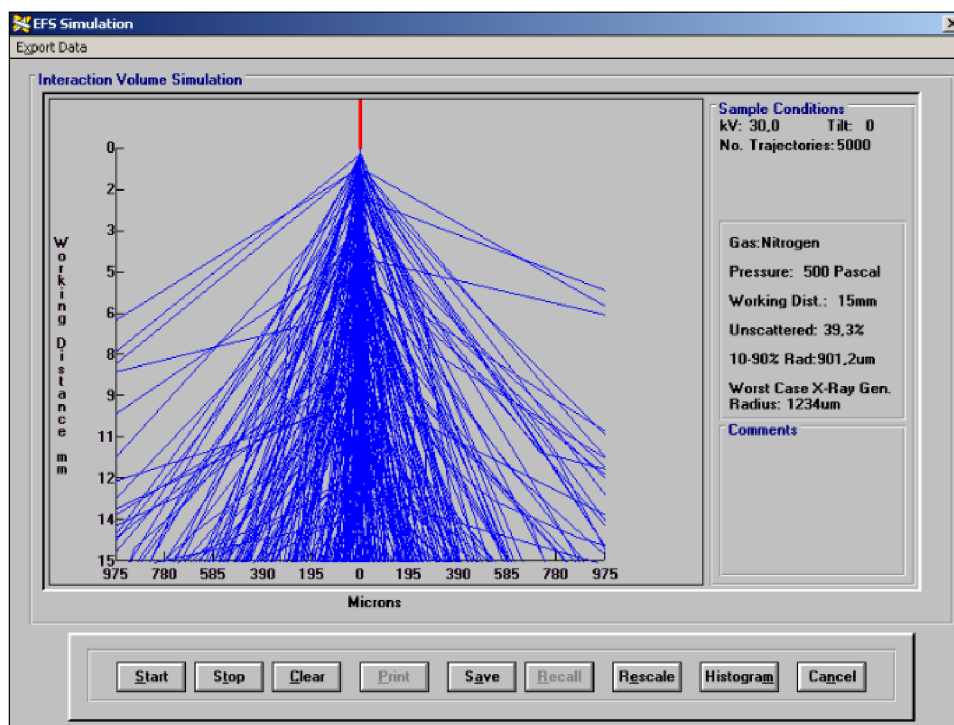 EFS Simulation
Export Data
Interaction Volume Simulation
Working Distance mm
0
2
3
5
6
8
9
11
12
14
15
975 780 585 390 195 0 195 390 585 780 975
Microns
Sample Conditions
kV: 30,0 Tilt: 0
No. Trajectories: 5000
Gas: Nitrogen
Pressure: 500 Pascal
Working Dist.: 15mm
Unscattered: 39,3%
10-90% Rad: 901,2um
Worst Case X-Ray Gen.
Radius: 1234um
Comments
Start Stop Clear Print Save Recall Rescale Histogram Cancel